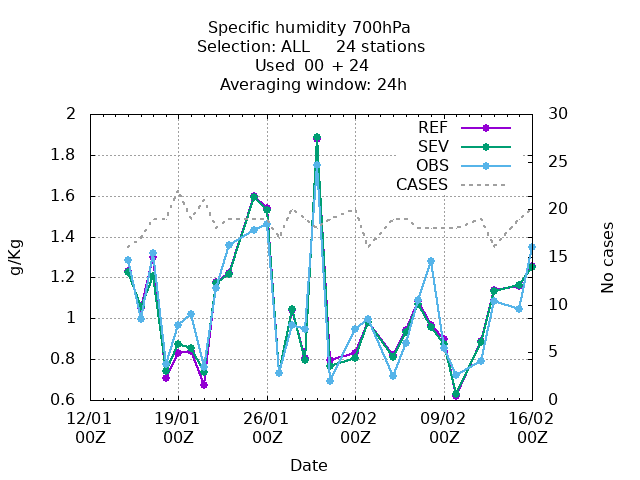 Specific humidity 700hPa
Selection: ALL 24 stations
Used 00 + 24
Averaging window: 24h
2 30
REF
SEV
OBS
CASES
1.8 25
1.6 20
1.4 15
1.2 10
1
0.8 5
0.6 0
g/Kg
No cases
12/01 19/01 26/01 02/02 09/02 16/02
00Z 00Z 00Z 00Z 00Z 00Z
Date